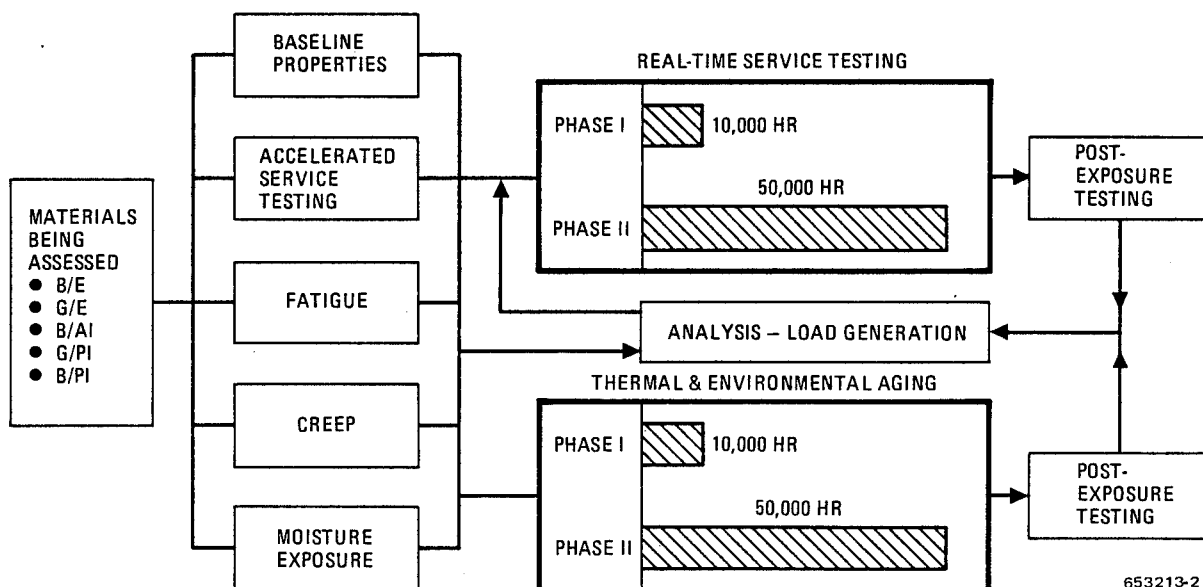 MATERIALS
BEING
ASSESSED
● B/E
● G/E
● B/AI
● G/PI
● B/PI
BASELINE
PROPERTIES
ACCELERATED
SERVICE
TESTING
FATIGUE
CREEP
MOISTURE
EXPOSURE
REAL-TIME SERVICE TESTING
PHASE I
10,000 HR
50,000 HR
PHASE II
ANALYSIS – LOAD GENERATION
THERMAL & ENVIRONMENTAL AGING
PHASE I
10,000 HR
50,000 HR
PHASE II
POST-
EXPOSURE
TESTING
POST-
EXPOSURE
TESTING
653213-2